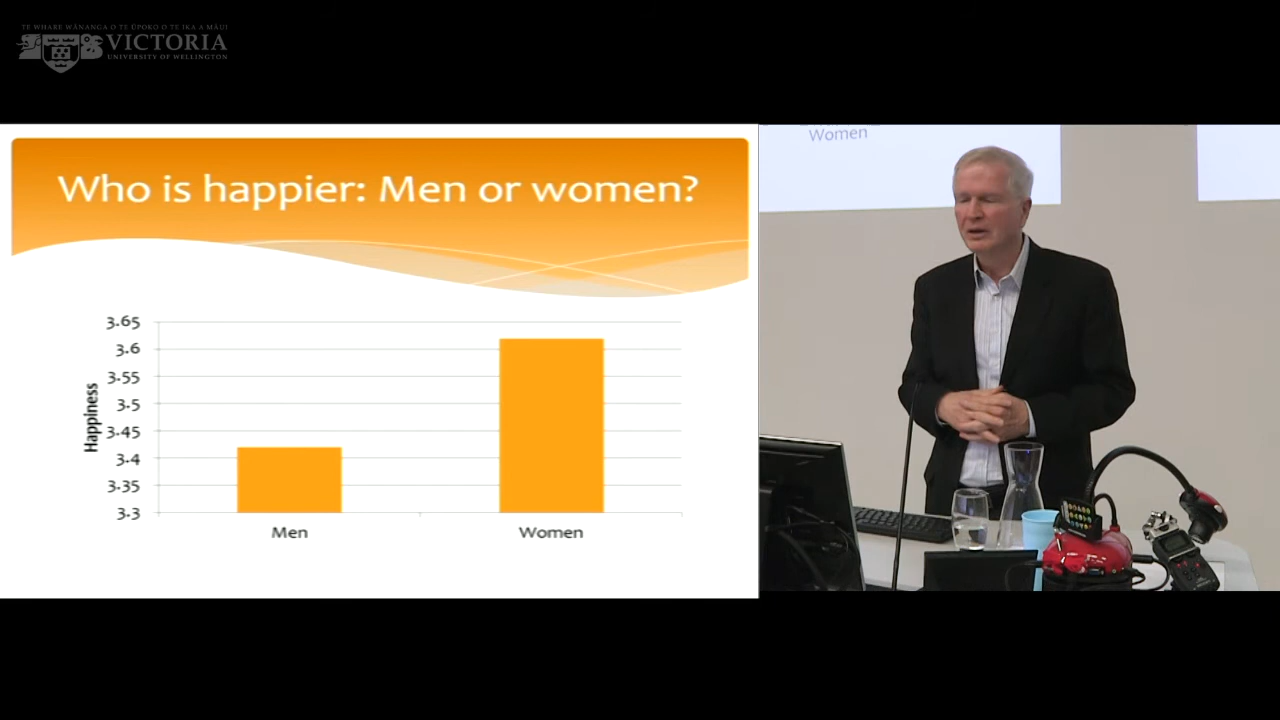 TE WHARE WĀNANGA O TE ŪPOKO O TE IKA A MĀUI
VICTORIA
UNIVERSITY OF WELLINGTON
Who is happier: Men or women?
3.65
3.6
3.55
3.5
3.45
3.4
3.35
3.3
Happiness
Men
Women
Women